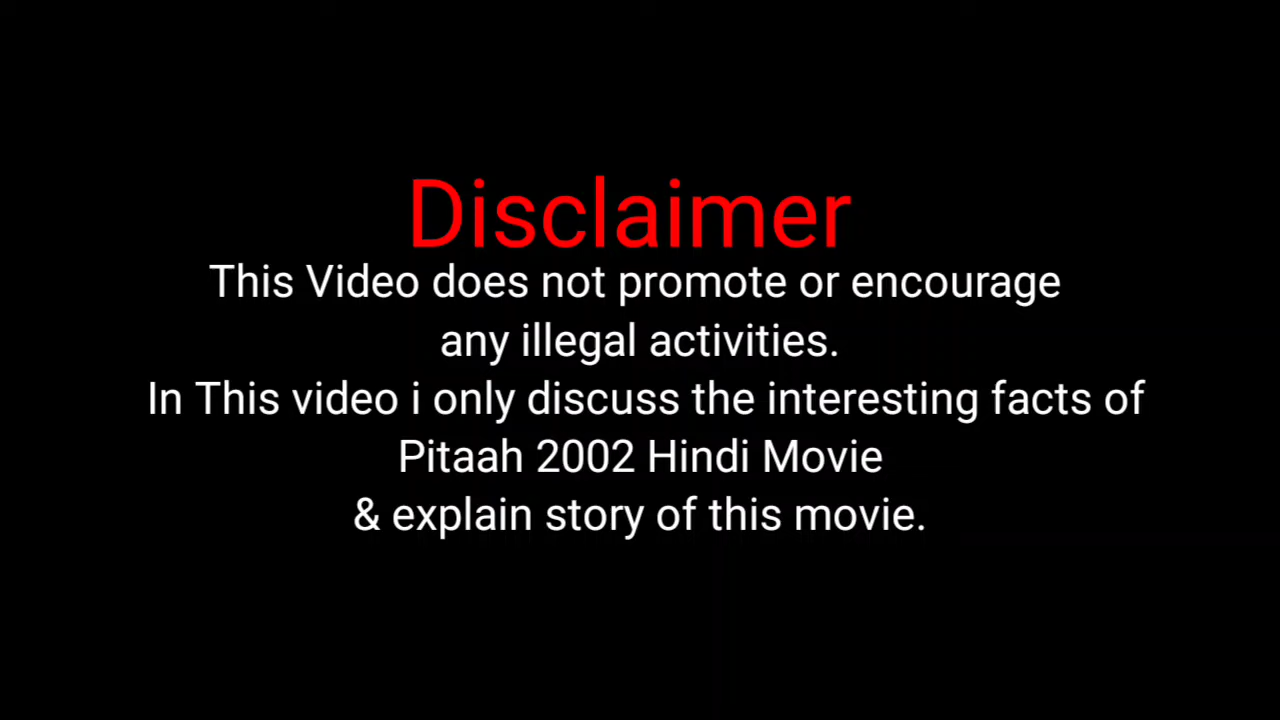 Disclaimer
This Video does not promote or encourage
any illegal activities.
In This video i only discuss the interesting facts of
Pitaah 2002 Hindi Movie
& explain story of this movie.